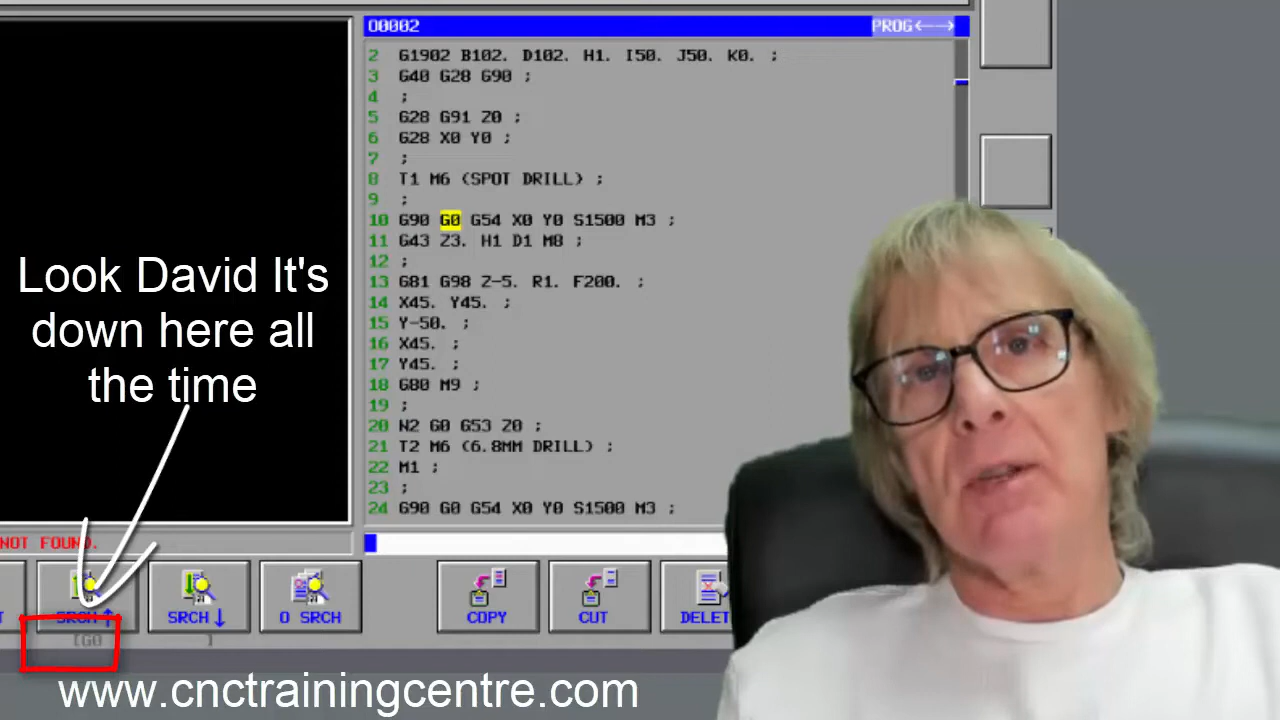 O0002
PROG←→
2 G1902 B102. D102. H1. I50. J50. K0. ;
3 G40 G28 G90 ;
4 ;
5 G28 G91 Z0 ;
6 G28 X0 Y0 ;
7 ;
8 T1 M6 (SPOT DRILL) ;
9 ;
10 G90 G0 G54 X0 Y0 S1500 M3 ;
11 G43 Z3. H1 D1 M8 ;
12 ;
13 G81 G98 Z-5. R1. F200. ;
14 X45. Y45. ;
15 Y-50. ;
16 X45. ;
17 Y45. ;
18 G80 M9 ;
19 ;
20 N2 G0 G53 Z0 ;
21 T2 M6 (6.8MM DRILL) ;
22 M1 ;
23 ;
24 G90 G0 G54 X0 Y0 S1500 M3 ;
Look David It's
down here all
the time
NOT FOUND.
SRCH↑
SRCH↓
O SRCH
COPY
CUT
DELET
[G0 ]
www.cnctrainingcentre.com